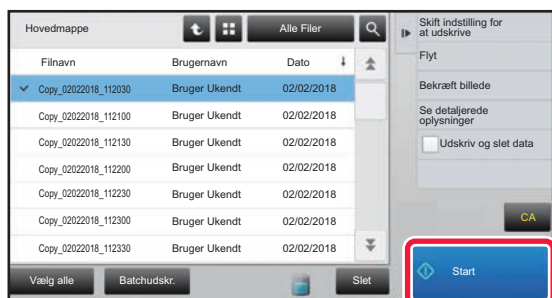 Hovedmappe
Alle Filer
Filnavn Brugernavn Dato
Copy_02022018_112030 Bruger Ukendt 02/02/2018
Copy_02022018_112100 Bruger Ukendt 02/02/2018
Copy_02022018_112130 Bruger Ukendt 02/02/2018
Copy_02022018_112200 Bruger Ukendt 02/02/2018
Copy_02022018_112230 Bruger Ukendt 02/02/2018
Copy_02022018_112300 Bruger Ukendt 02/02/2018
Copy_02022018_112330 Bruger Ukendt 02/02/2018
Vælg alle
Batchudskr.
Slet
Skift indstilling for
at udskrive
Flyt
Bekræft billede
Se detaljerede
oplysninger
Udskriv og slet data
CA
Start